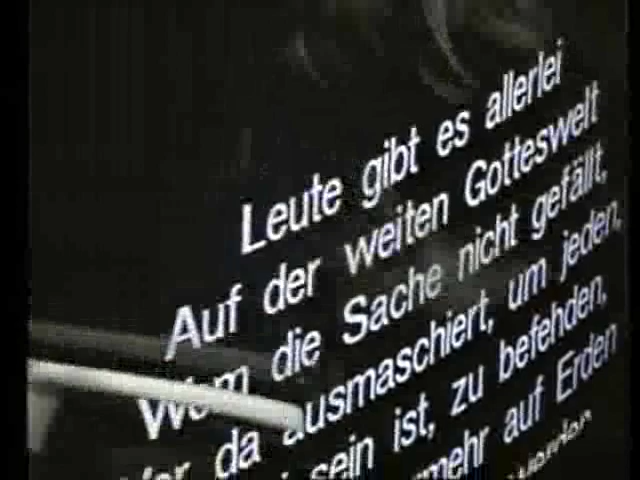 Leute gibt es allerlei
Auf der weiten Gotteswelt
Wem die Sache nicht gefällt,
Wer da ausmaschiert, um jeden,
sein ist, zu befehden,
auf Erden